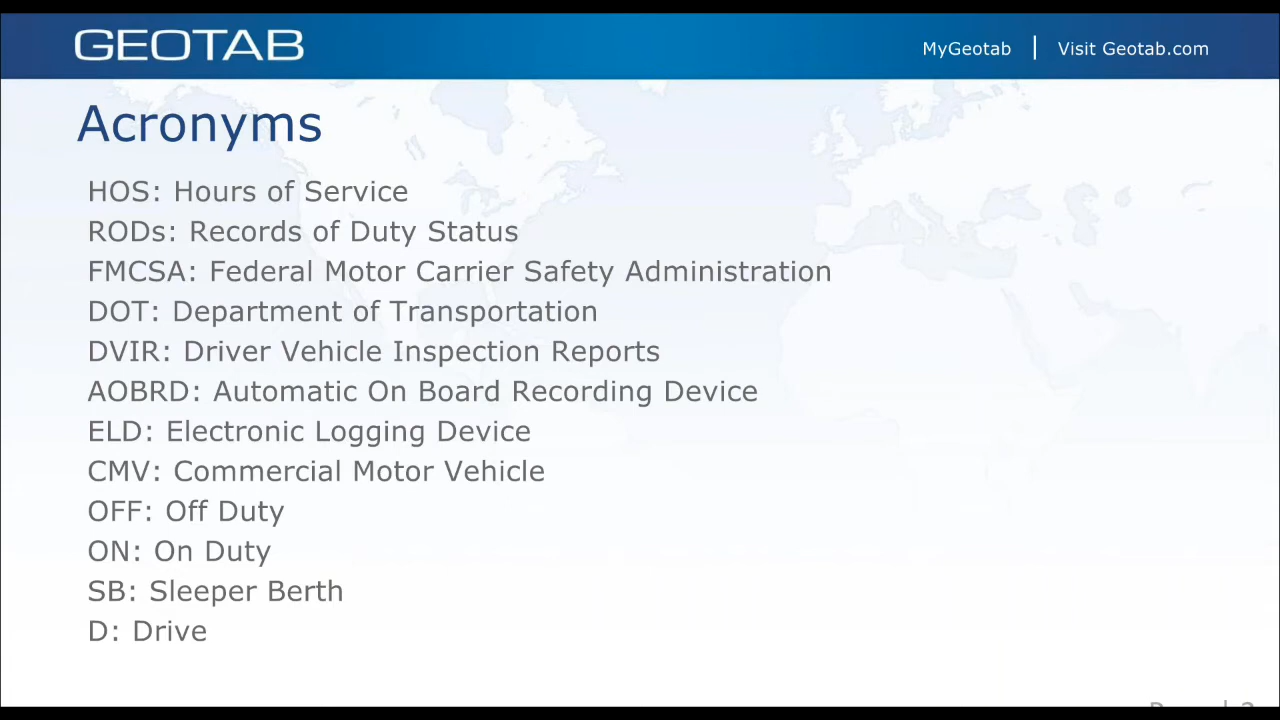 GEOTAB
MyGeotab | Visit Geotab.com
Acronyms
HOS: Hours of Service
RODs: Records of Duty Status
FMCSA: Federal Motor Carrier Safety Administration
DOT: Department of Transportation
DVIR: Driver Vehicle Inspection Reports
AOBRD: Automatic On Board Recording Device
ELD: Electronic Logging Device
CMV: Commercial Motor Vehicle
OFF: Off Duty
ON: On Duty
SB: Sleeper Berth
D: Drive